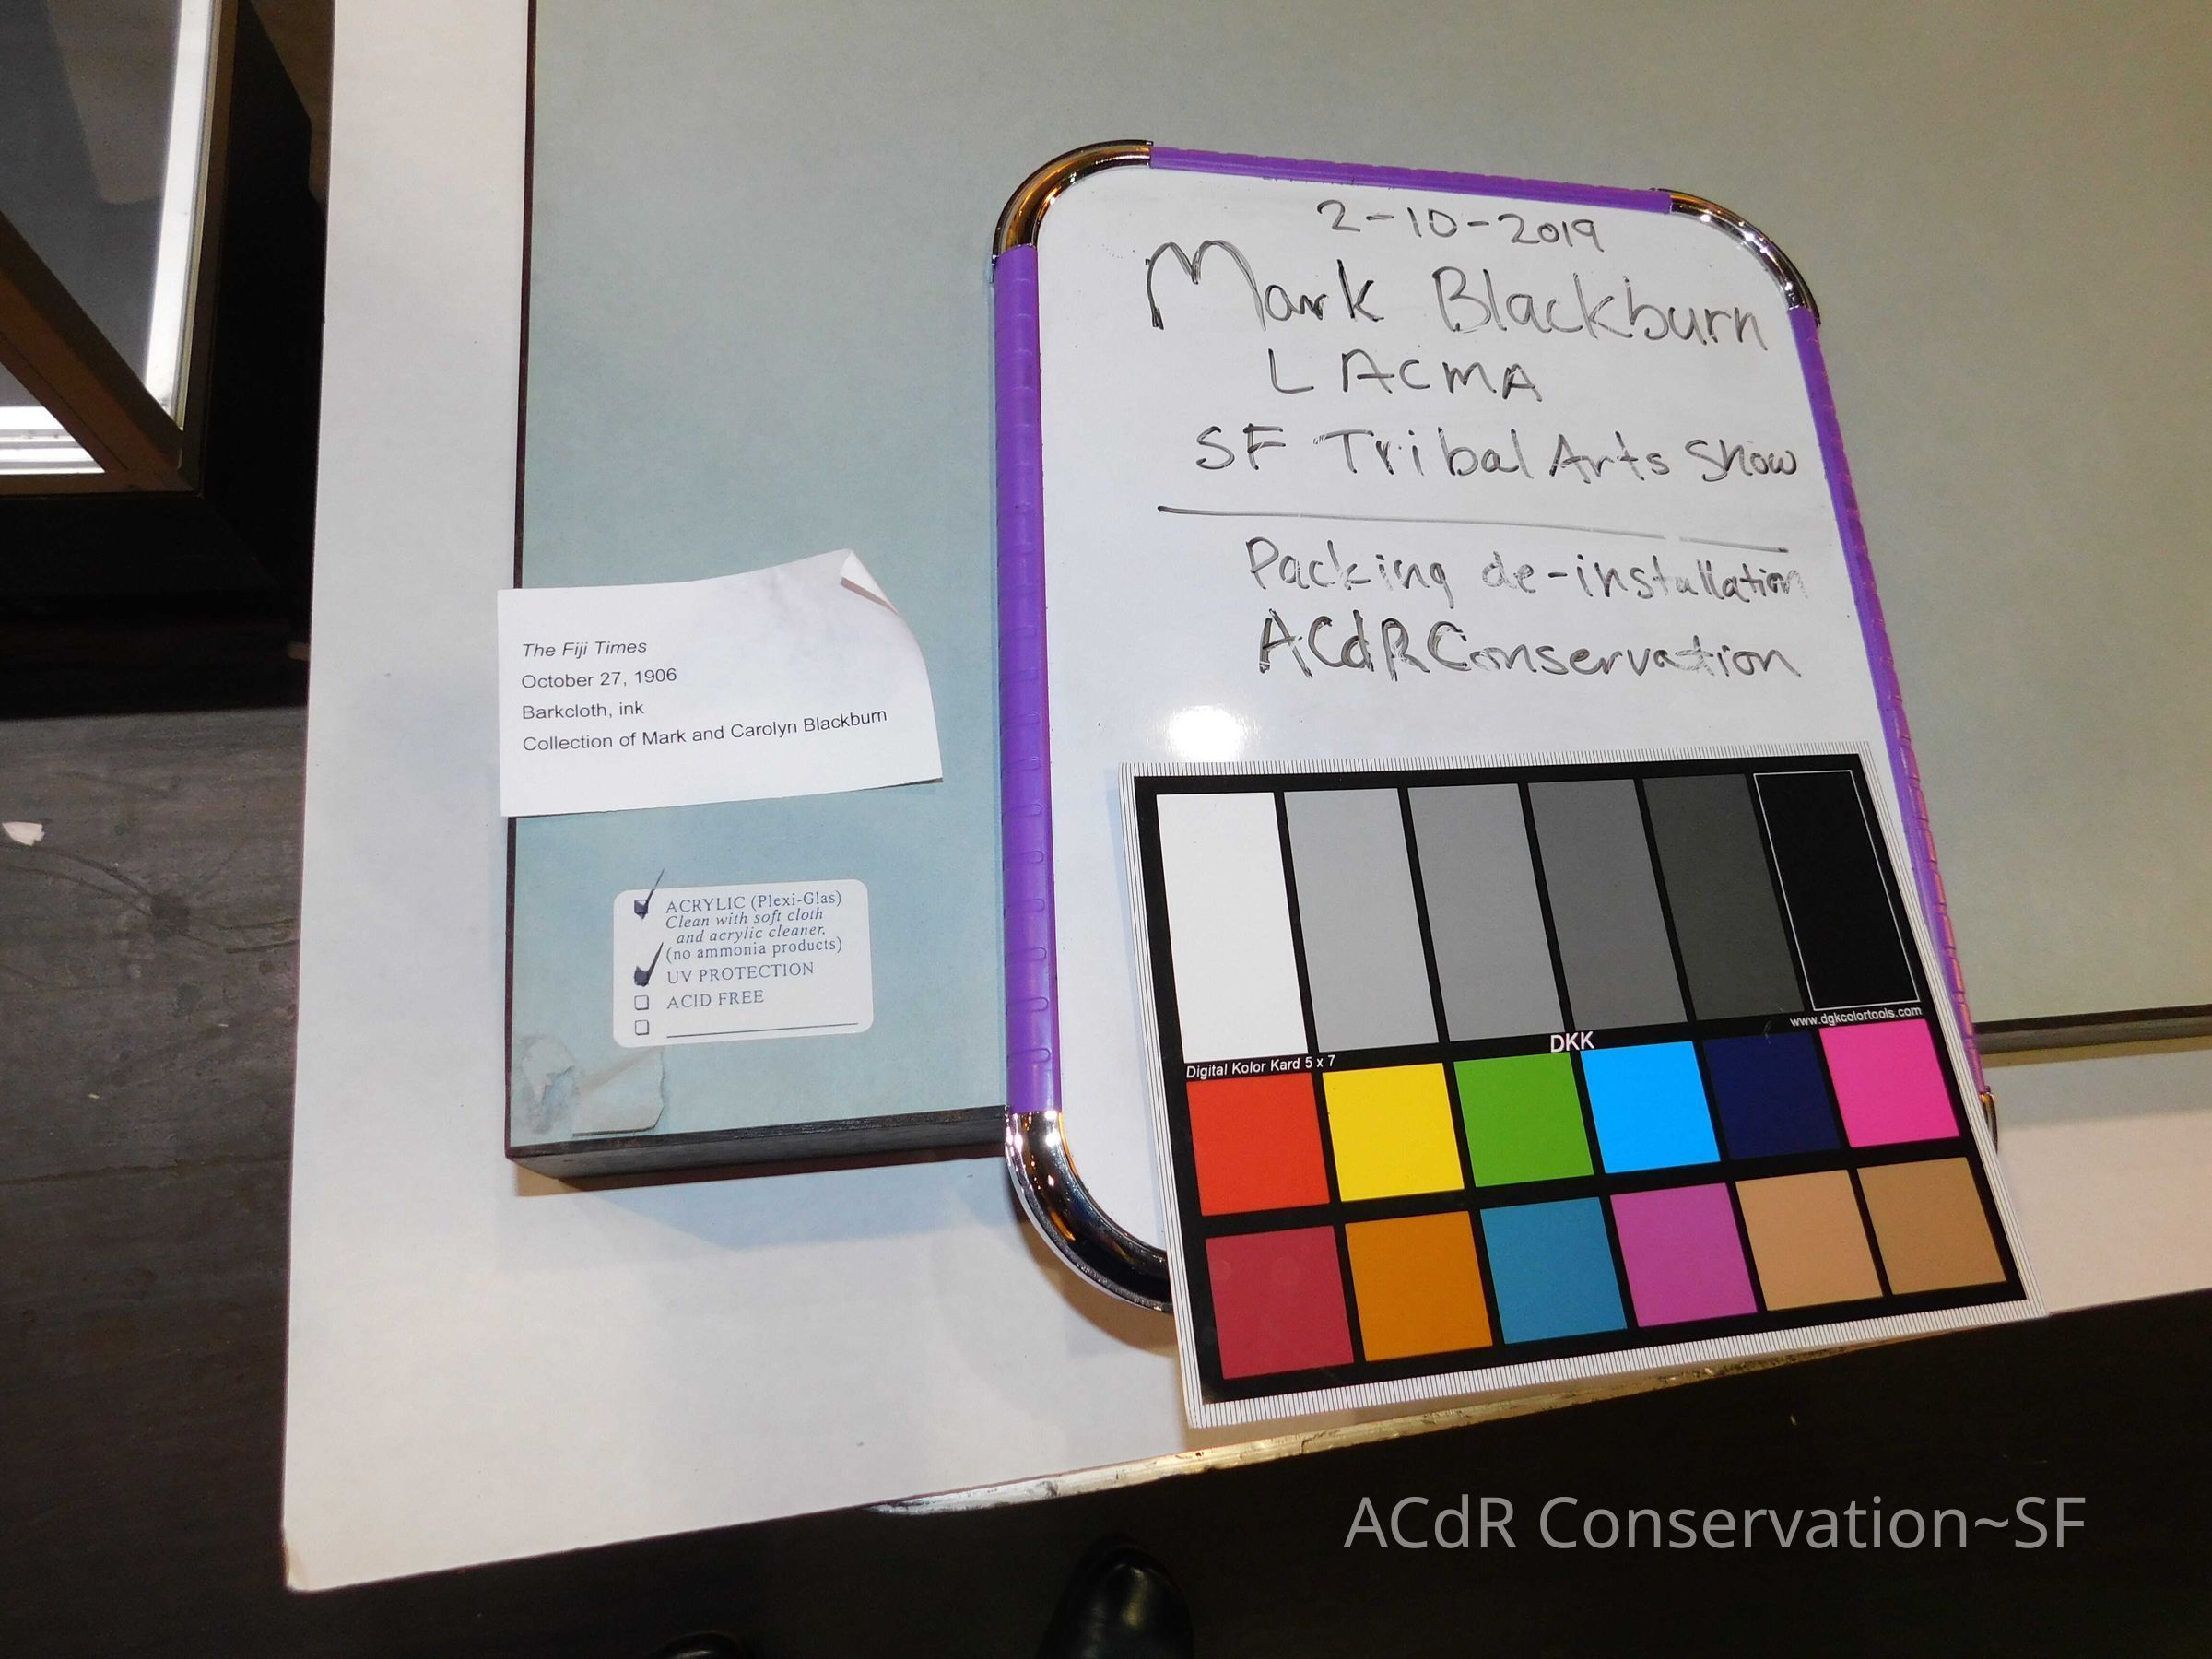 2-10-2019
Mark Blackburn
LACMA
SF Tribal Arts Show
Packing de-installation
ACdR Conservation
The Fiji Times
October 27, 1906
Barkcloth, ink
Collection of Mark and Carolyn Blackburn
ACRYLIC (Plexi-Glas)
Clean with soft cloth
and acrylic cleaner.
(no ammonia products)
UV PROTECTION
ACID FREE
www.dgkcolortools.com
DKK
Digital Kolor Kard 5 x 7
ACdR Conservation~SF